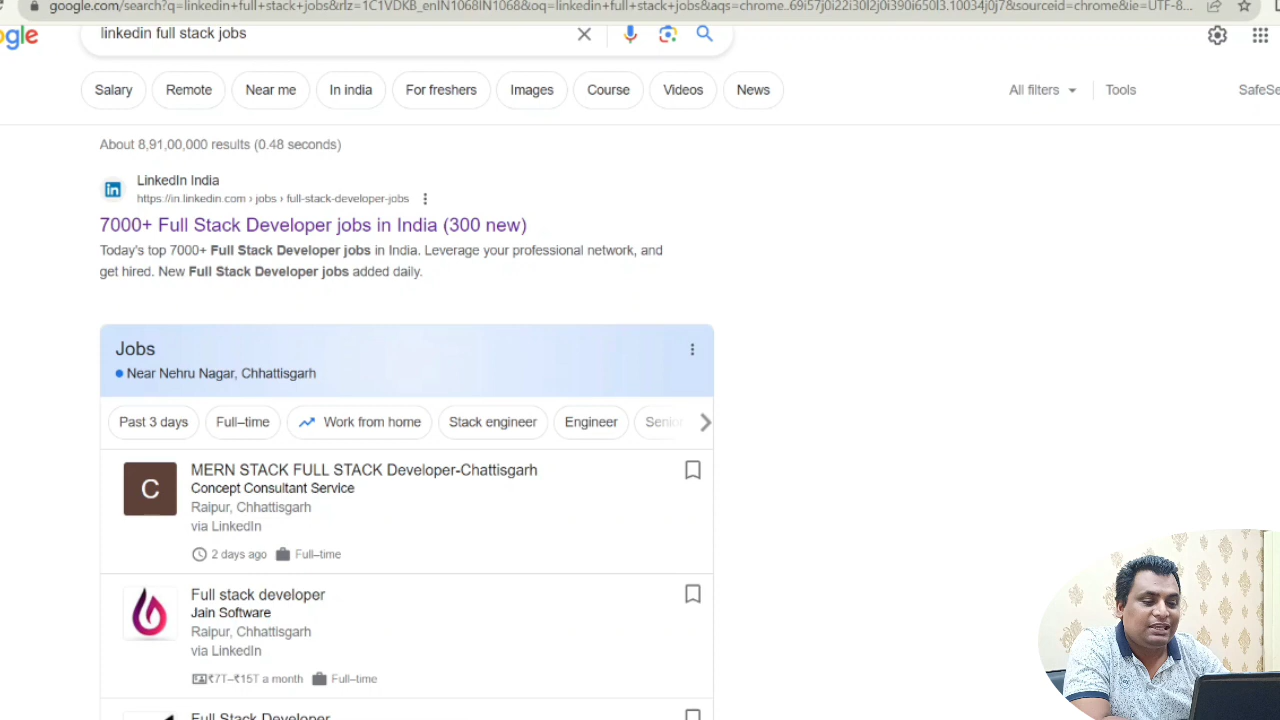 google.com/search?q=linkedin+full+stack+jobs&rlz=1C1VDKB_enIN1068IN1068&oq=linkedin+full+stack+jobs&aqs=chrome..69i57j0i22i30l2j0i390i650l3.10034j0j7&sourceid=chrome&ie=UTF-8...
ogle
linkedin full stack jobs
Salary
Remote
Near me
In india
For freshers
Images
Course
Videos
News
All filters
Tools
SafeSe
About 8,91,00,000 results (0.48 seconds)
in
LinkedIn India
https://in.linkedin.com › jobs › full-stack-developer-jobs
7000+ Full Stack Developer jobs in India (300 new)
Today's top 7000+ Full Stack Developer jobs in India. Leverage your professional network, and
get hired. New Full Stack Developer jobs added daily.
Jobs
Near Nehru Nagar, Chhattisgarh
Past 3 days
Full–time
Work from home
Stack engineer
Engineer
Senio
C
MERN STACK FULL STACK Developer-Chattisgarh
Concept Consultant Service
Raipur, Chhattisgarh
via LinkedIn
2 days ago
Full–time
Full stack developer
Jain Software
Raipur, Chhattisgarh
via LinkedIn
₹7T–₹15T a month
Full–time
Full Stack Developer